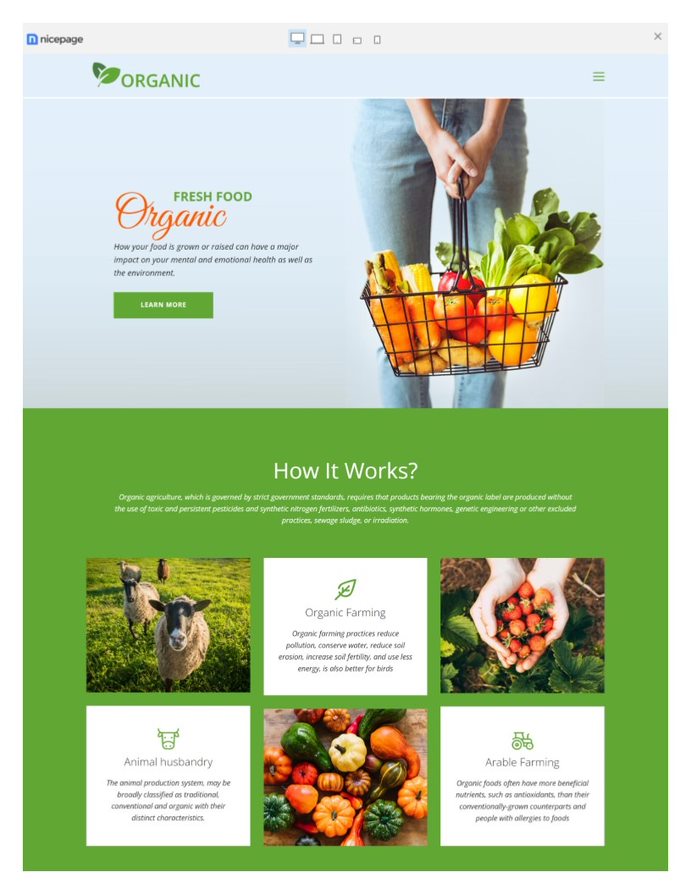 nicepage
ORGANIC
FRESH FOOD
Organic
How your food is grown or raised can have a major
impact on your mental and emotional health as well as
the environment.
LEARN MORE
How It Works?
Organic agriculture, which is governed by strict government standards, requires that products bearing the organic label are produced without
the use of toxic and persistent pesticides and synthetic nitrogen fertilizers, antibiotics, synthetic hormones, genetic engineering or other excluded
practices, sewage sludge, or irradiation.
Organic Farming
Organic farming practices reduce
pollution, conserve water, reduce soil
erosion, increase soil fertility, and use less
energy, is also better for birds
Animal husbandry
The animal production system, may be
broadly classified as traditional,
conventional and organic with their
distinct characteristics.
Arable Farming
Organic foods often have more beneficial
nutrients, such as antioxidants, than their
conventionally-grown counterparts and
people with allergies to foods